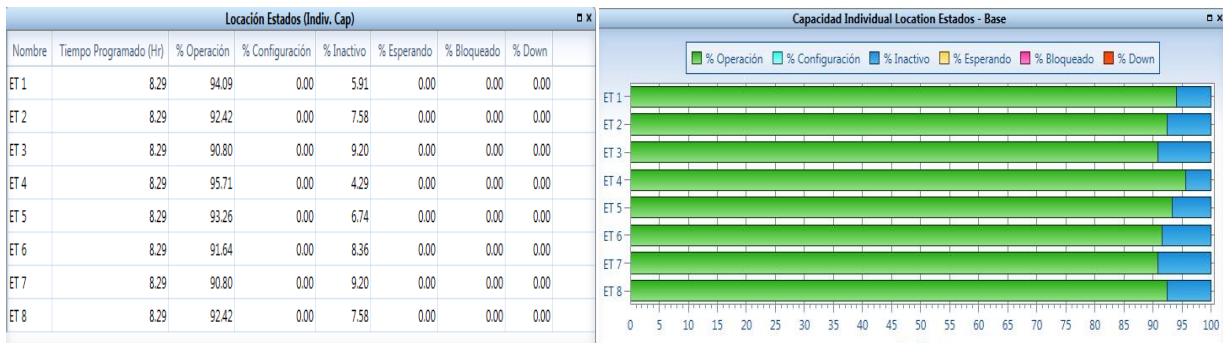 Locación Estados (Indiv. Cap)
Nombre Tiempo Programado (Hr) % Operación % Configuración % Inactivo % Esperando % Bloqueado % Down
ET 1 8.29 94.09 0.00 5.91 0.00 0.00 0.00
ET 2 8.29 92.42 0.00 7.58 0.00 0.00 0.00
ET 3 8.29 90.80 0.00 9.20 0.00 0.00 0.00
ET 4 8.29 95.71 0.00 4.29 0.00 0.00 0.00
ET 5 8.29 93.26 0.00 6.74 0.00 0.00 0.00
ET 6 8.29 91.64 0.00 8.36 0.00 0.00 0.00
ET 7 8.29 90.80 0.00 9.20 0.00 0.00 0.00
ET 8 8.29 92.42 0.00 7.58 0.00 0.00 0.00
Capacidad Individual Location Estados - Base
% Operación % Configuración % Inactivo % Esperando % Bloqueado % Down
ET 1
ET 2
ET 3
ET 4
ET 5
ET 6
ET 7
ET 8
0 5 10 15 20 25 30 35 40 45 50 55 60 65 70 75 80 85 90 95 100